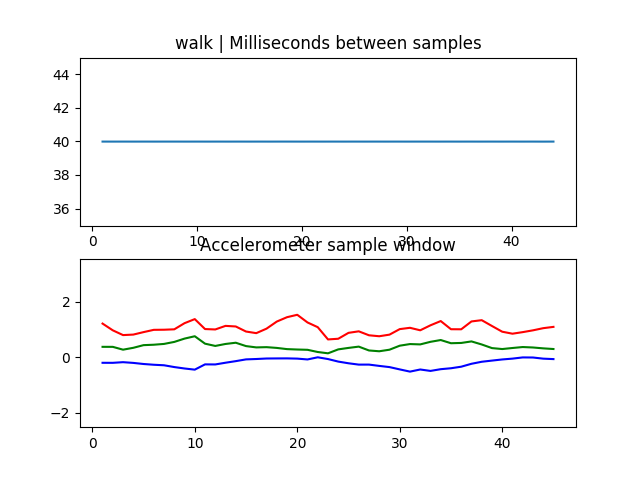 walk | Milliseconds between samples
44
42
40
38
36
0 10 20 30 40
Accelerometer sample window
2
0
−2
0 10 20 30 40